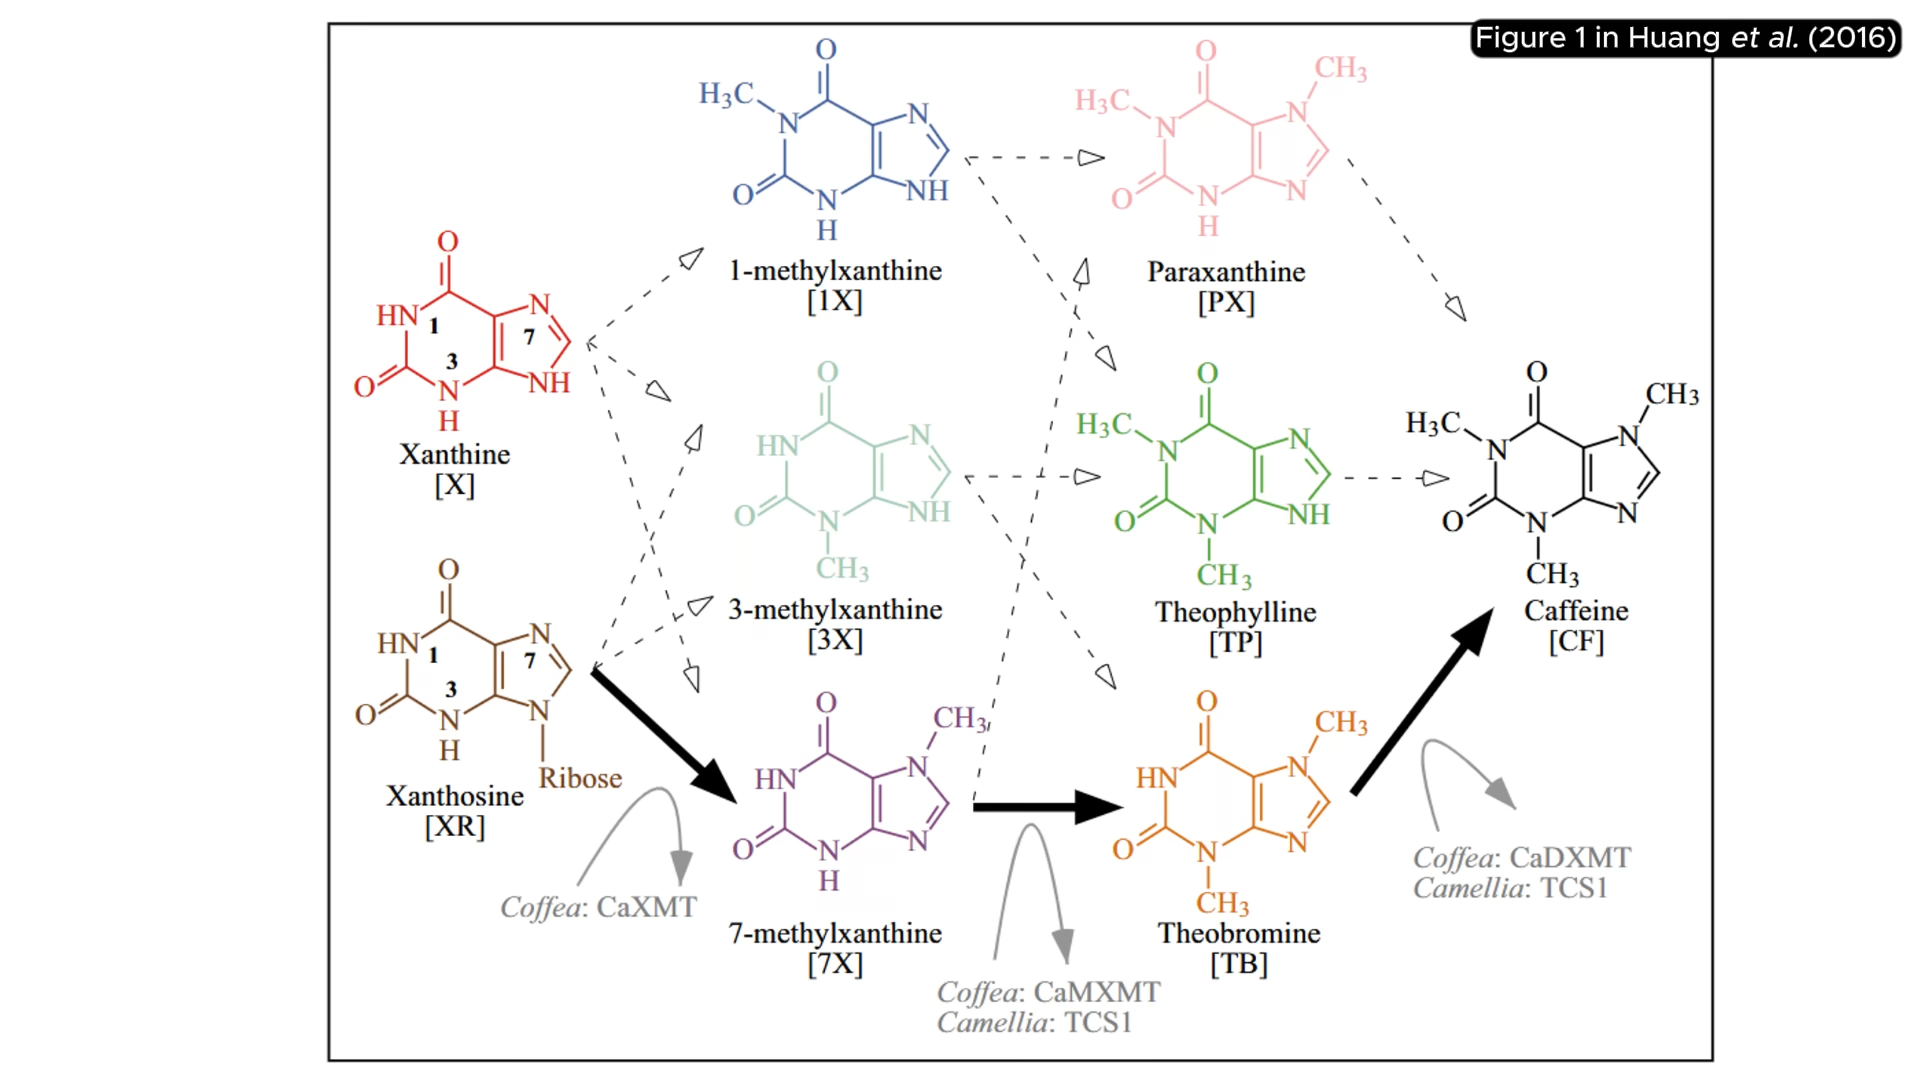 Figure 1 in Huang et al. (2016)
O
H₃C
N
N
O
N
H
NH
1-methylxanthine
[1X]
O
CH₃
H₃C
N
N
O
N
H
N
Paraxanthine
[PX]
O
HN
1
N
7
3
O
N
H
NH
Xanthine
[X]
O
HN
N
O
N
NH
CH₃
3-methylxanthine
[3X]
O
H₃C
N
N
O
N
NH
CH₃
Theophylline
[TP]
O
CH₃
H₃C
N
N
O
N
N
CH₃
Caffeine
[CF]
O
HN
1
N
7
3
O
N
H
N
Ribose
Xanthosine
[XR]
Coffea: CaXMT
O
CH₃
HN
N
O
N
H
N
7-methylxanthine
[7X]
Coffea: CaMXMT
Camellia: TCS1
O
CH₃
HN
N
O
N
N
CH₃
Theobromine
[TB]
Coffea: CaDXMT
Camellia: TCS1